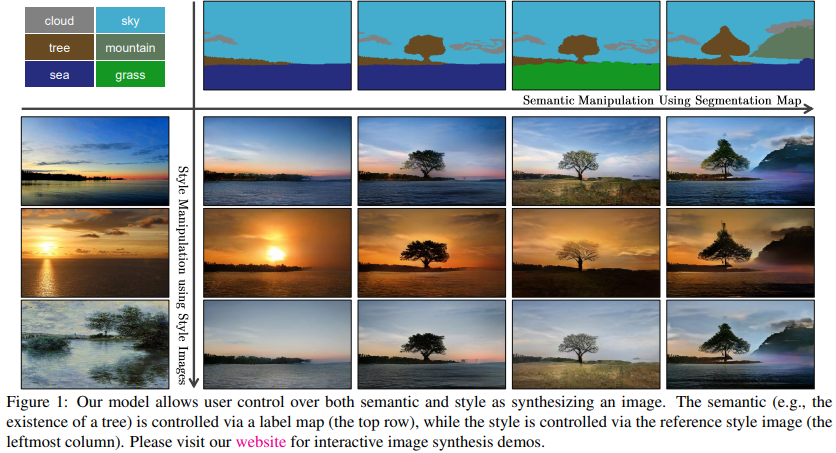 cloud
sky
tree
mountain
sea
grass
Semantic Manipulation Using Segmentation Map
Style Manipulation using Style Images
Figure 1: Our model allows user control over both semantic and style as synthesizing an image. The semantic (e.g., the
existence of a tree) is controlled via a label map (the top row), while the style is controlled via the reference style image (the
leftmost column). Please visit our website for interactive image synthesis demos.